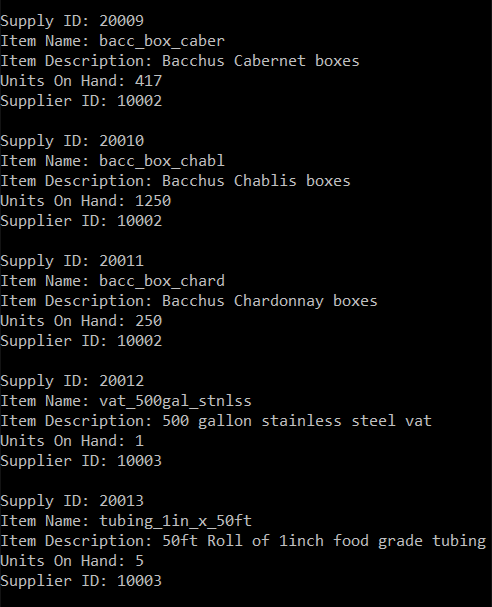 Supply ID: 20009
Item Name: bacc_box_caber
Item Description: Bacchus Cabernet boxes
Units On Hand: 417
Supplier ID: 10002
Supply ID: 20010
Item Name: bacc_box_chabl
Item Description: Bacchus Chablis boxes
Units On Hand: 1250
Supplier ID: 10002
Supply ID: 20011
Item Name: bacc_box_chard
Item Description: Bacchus Chardonnay boxes
Units On Hand: 250
Supplier ID: 10002
Supply ID: 20012
Item Name: vat_500gal_stnlss
Item Description: 500 gallon stainless steel vat
Units On Hand: 1
Supplier ID: 10003
Supply ID: 20013
Item Name: tubing_1in_x_50ft
Item Description: 50ft Roll of 1inch food grade tubing
Units On Hand: 5
Supplier ID: 10003